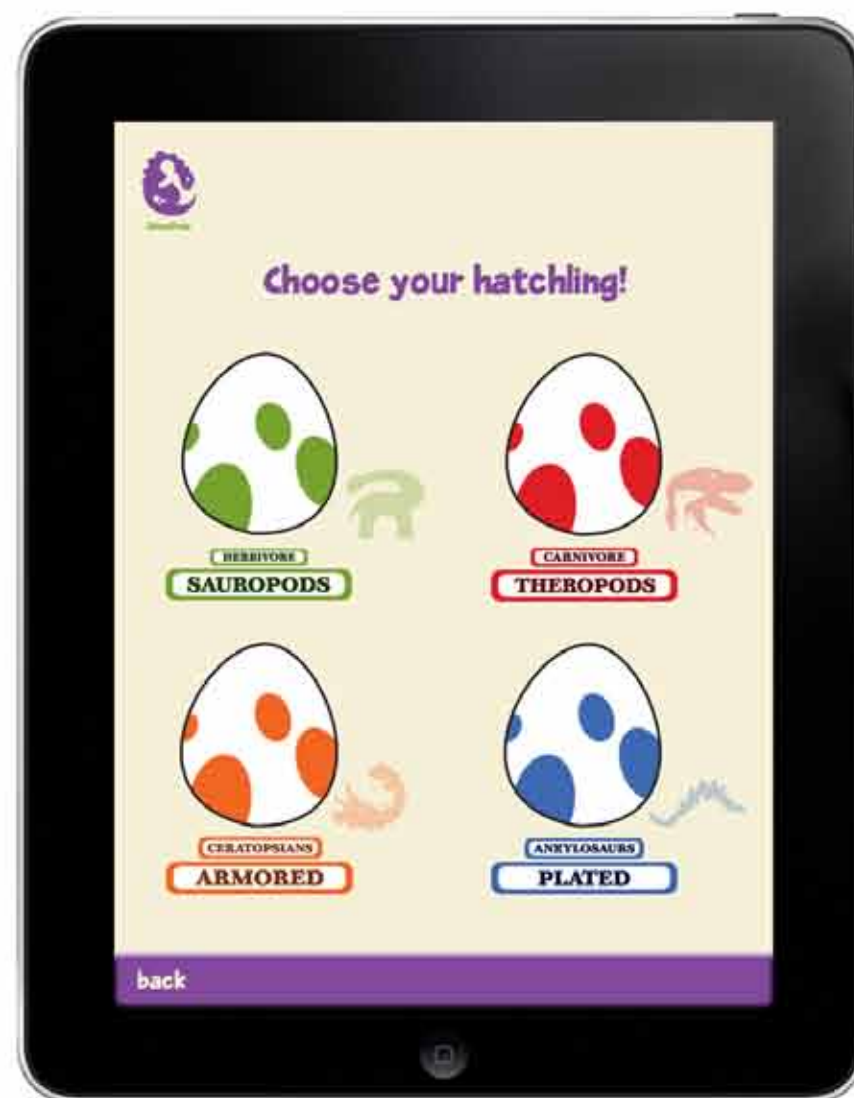 Choose your hatchling!
HERBIVORE
SAUROPODS
CARNIVORE
THEROPODS
CERATOPSIANS
ARMORED
ANKYLOSAURS
PLATED
back